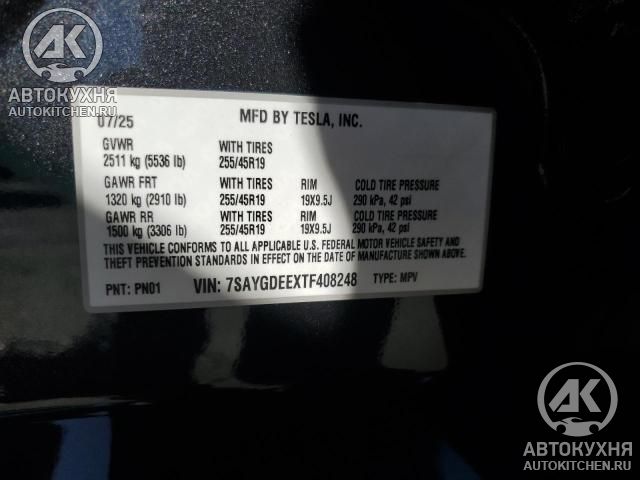 АВТОКУХНЯ
AUTOKITCHEN.RU
07/25 MFD BY TESLA, INC.
GVWR WITH TIRES
2511 kg (5536 lb) 255/45R19
GAWR FRT WITH TIRES RIM COLD TIRE PRESSURE
1320 kg (2910 lb) 255/45R19 19X9.5J 290 kPa, 42 psi
GAWR RR WITH TIRES RIM COLD TIRE PRESSURE
1500 kg (3306 lb) 255/45R19 19X9.5J 290 kPa, 42 psi
THIS VEHICLE CONFORMS TO ALL APPLICABLE U.S. FEDERAL MOTOR VEHICLE SAFETY AND
THEFT PREVENTION STANDARDS IN EFFECT ON THE DATE OF MANUFACTURE SHOWN ABOVE.
PNT: PN01 VIN: 7SAYGDEEXTF408248 TYPE: MPV
АК
АВТОКУХНЯ
AUTOKITCHEN.RU